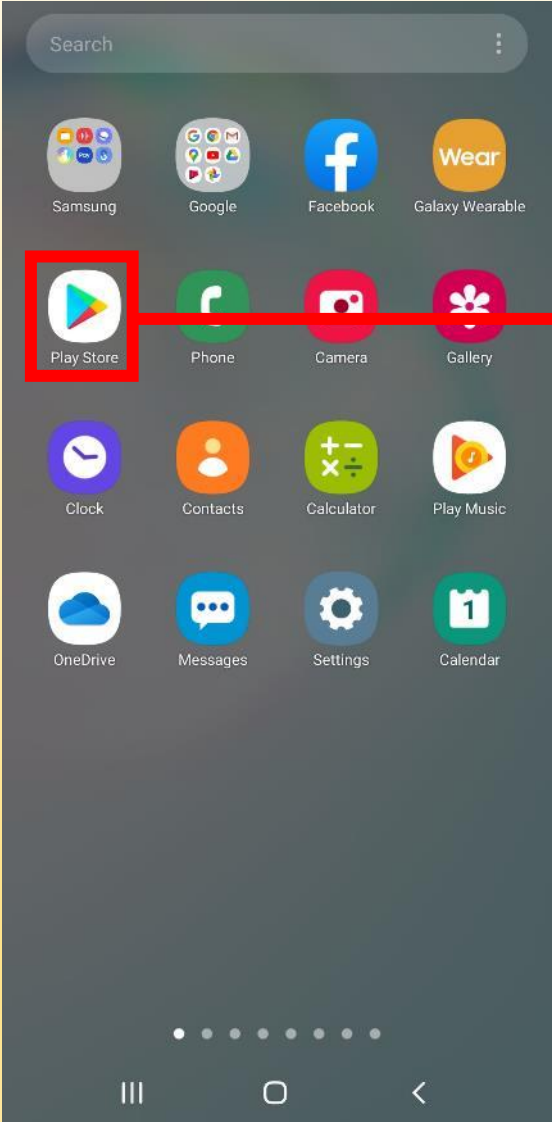 Search
Samsung
Google
Facebook
Wear
Galaxy Wearable
Play Store
Phone
Camera
Gallery
Clock
Contacts
Calculator
Play Music
OneDrive
Messages
Settings
1
Calendar